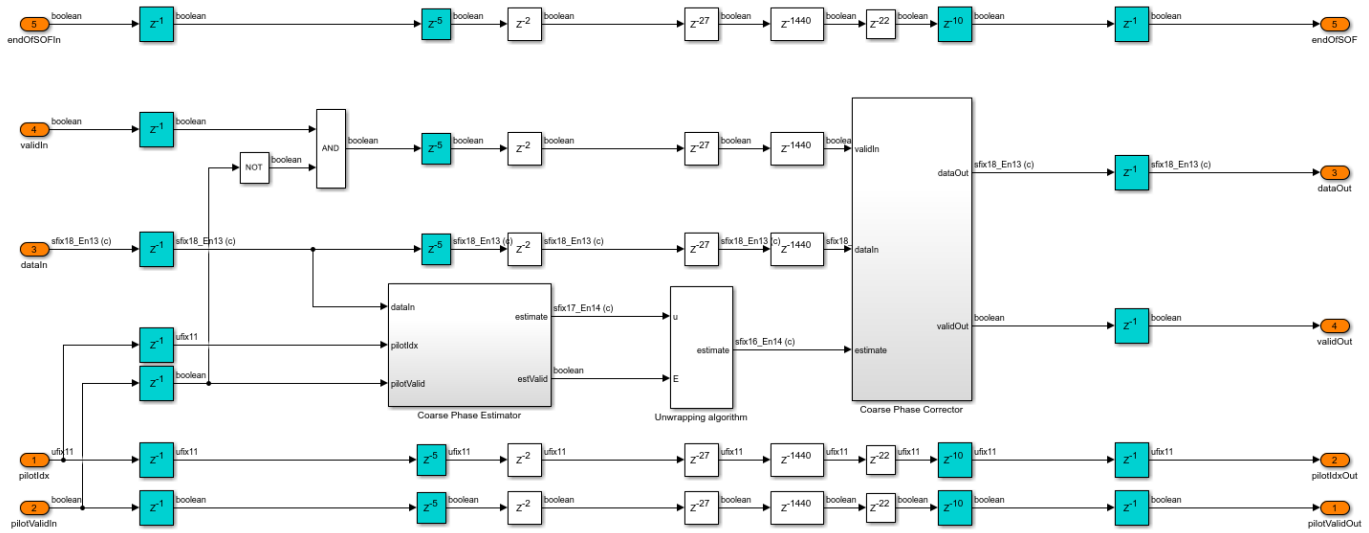 5 boolean z-1 boolean z-5 boolean z-2 boolean z-27 boolean z-1440 boolean z-22 boolean z-10 boolean z-1 boolean 5
endOfSOFIn endOfSOF
4 boolean z-1 boolean
validIn
NOT boolean AND boolean z-5 boolean z-2 boolean z-27 boolean z-1440 boolea validIn
dataOut sfix18_En13 (c) z-1 sfix18_En13 (c) 3
dataOut
3 sfix18_En13 (c) z-1 sfix18_En13 (c) z-5 sfix18_En13 (c) z-2 sfix18_En13 (c) z-27 sfix18_En13 (c) z-1440 sfix18_ dataIn
dataIn
dataIn
estimate sfix17_En14 (c) u
validOut boolean z-1 boolean 4
validOut
z-1 ufix11 pilotIdx
estimate sfix16_En14 (c) estimate
z-1 boolean pilotValid
estValid boolean E
Coarse Phase Estimator
Unwrapping algorithm
Coarse Phase Corrector
1 ufix11 z-1 ufix11 z-5 ufix11 z-2 ufix11 z-27 ufix11 z-1440 ufix11 z-22 ufix11 z-10 ufix11 z-1 ufix11 2
pilotIdx pilotIdxOut
2 boolean z-1 boolean z-5 boolean z-2 boolean z-27 boolean z-1440 boolean z-22 boolean z-10 boolean z-1 boolean 1
pilotValidIn pilotValidOut